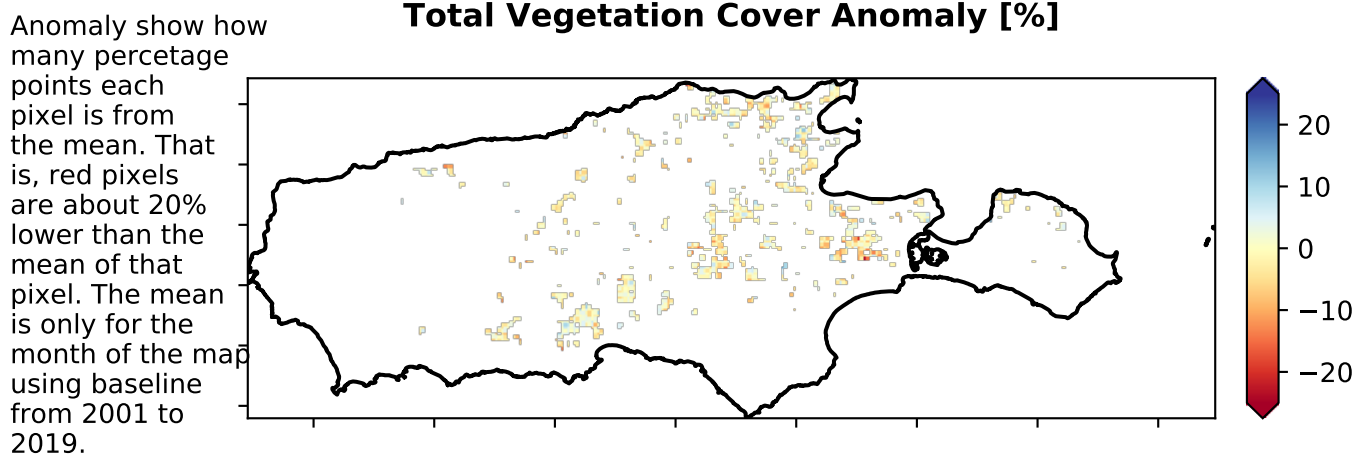 Total Vegetation Cover Anomaly [%]
Anomaly show how
many percetage
points each
pixel is from
the mean. That
is, red pixels
are about 20%
lower than the
mean of that
pixel. The mean
is only for the
month of the map
using baseline
from 2001 to
2019.
20
10
0
−10
−20